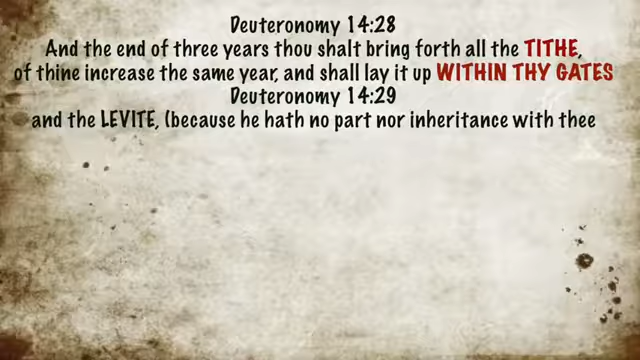 Deuteronomy 14:28
And the end of three years thou shalt bring forth all the TITHE,
of thine increase the same year, and shall lay it up WITHIN THY GATES
Deuteronomy 14:29
and the LEVITE, (because he hath no part nor inheritance with thee